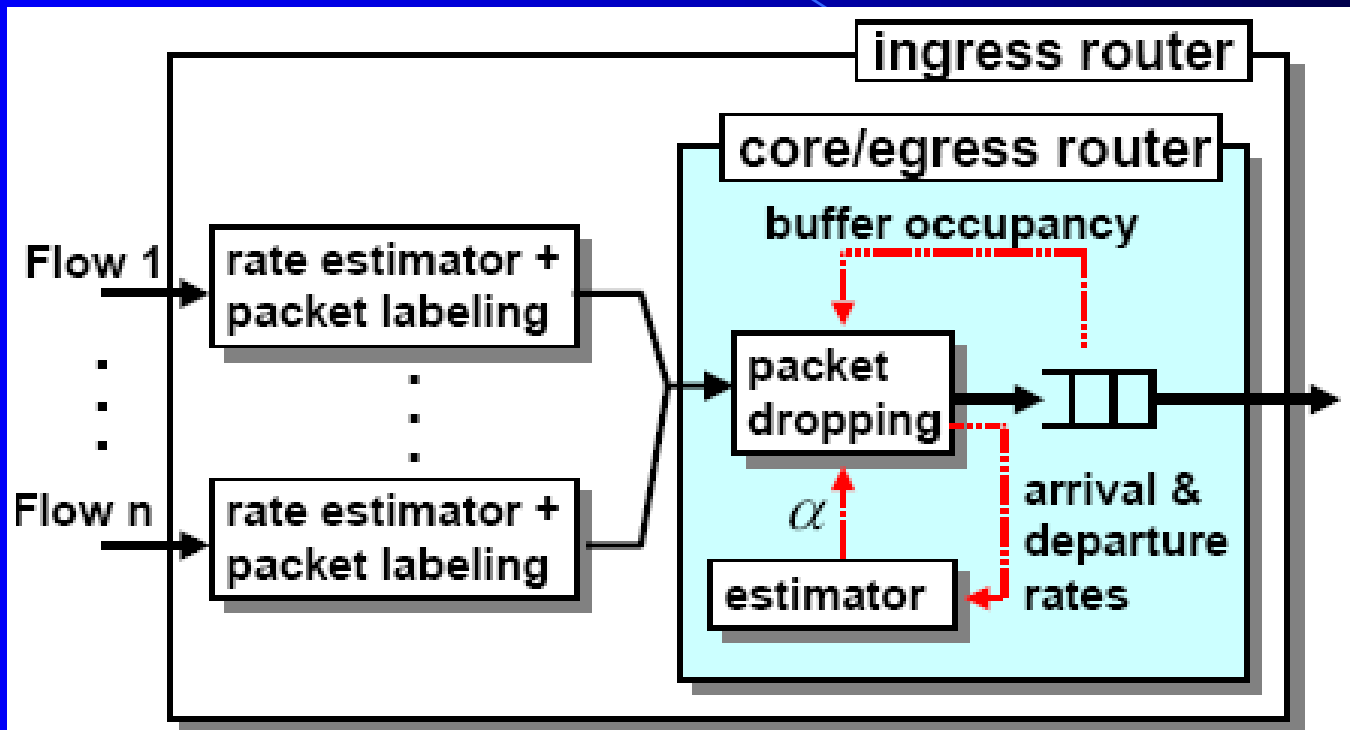 ingress router
core/egress router
buffer occupancy
Flow 1
rate estimator +
packet labeling
packet
dropping
Flow n
rate estimator +
packet labeling
α
arrival &
departure
rates
estimator